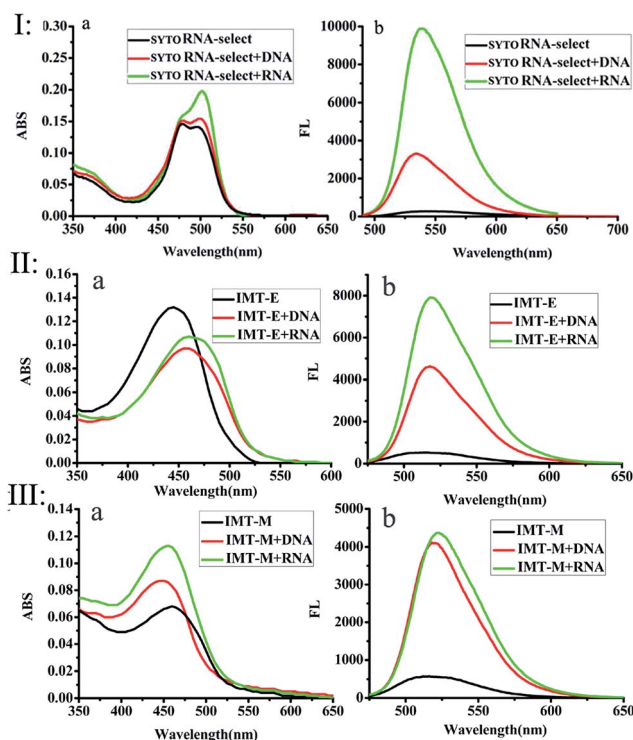 I:
a
SYTO RNA-select
SYTO RNA-select+DNA
SYTO RNA-select+RNA
ABS
0.30
0.25
0.20
0.15
0.10
0.05
0.00
350 400 450 500 550 600 650
Wavelength(nm)
b
SYTO RNA-select
SYTO RNA-select+DNA
SYTO RNA-select+RNA
FL
10000
8000
6000
4000
2000
0
500 550 600 650 700
Wavelength(nm)
II:
a
IMT-E
IMT-E+DNA
IMT-E+RNA
ABS
0.16
0.14
0.12
0.10
0.08
0.06
0.04
0.02
0.00
350 400 450 500 550 600
Wavelength(nm)
b
IMT-E
IMT-E+DNA
IMT-E+RNA
FL
8000
6000
4000
2000
0
500 550 600 650
Wavelength(nm)
III:
a
IMT-M
IMT-M+DNA
IMT-M+RNA
ABS
0.14
0.12
0.10
0.08
0.06
0.04
0.02
0.00
350 400 450 500 550 600 650
Wavelength(nm)
b
IMT-M
IMT-M+DNA
IMT-M+RNA
FL
5000
4000
3000
2000
1000
0
500 550 600 650
Wavelength(nm)